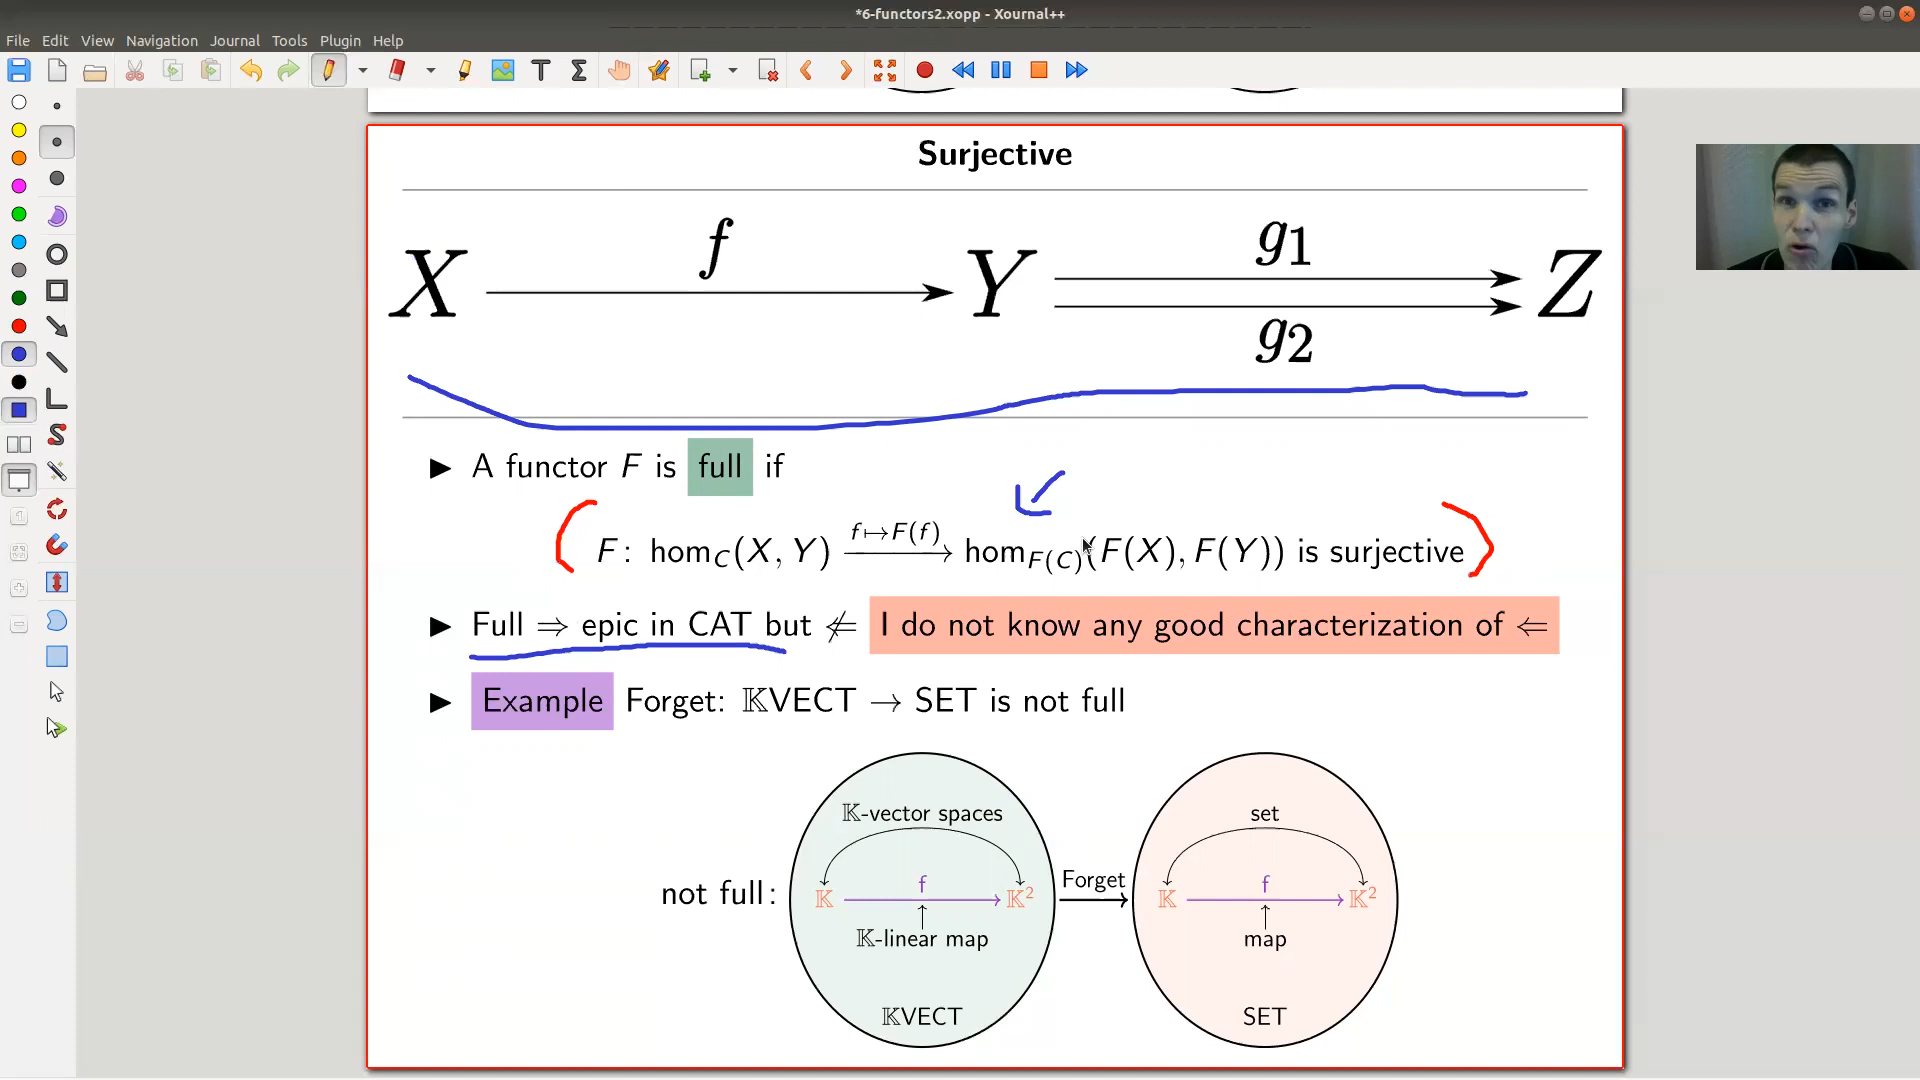 *6-functors2.xopp - Xournal++
File Edit View Navigation Journal Tools Plugin Help
Surjective
X f Y g₁ g₂ Z
▶ A functor F is full if
F : hom_C(X, Y) —f↦F(f)→ hom_F(C)(F(X), F(Y)) is surjective
▶ Full ⇒ epic in CAT but ⇍ I do not know any good characterization of ⇐
▶ Example Forget: 𝕂VECT → SET is not full
𝕂-vector spaces
set
not full:
𝕂 f 𝕂²
Forget
𝕂 f 𝕂²
𝕂-linear map
map
𝕂VECT
SET